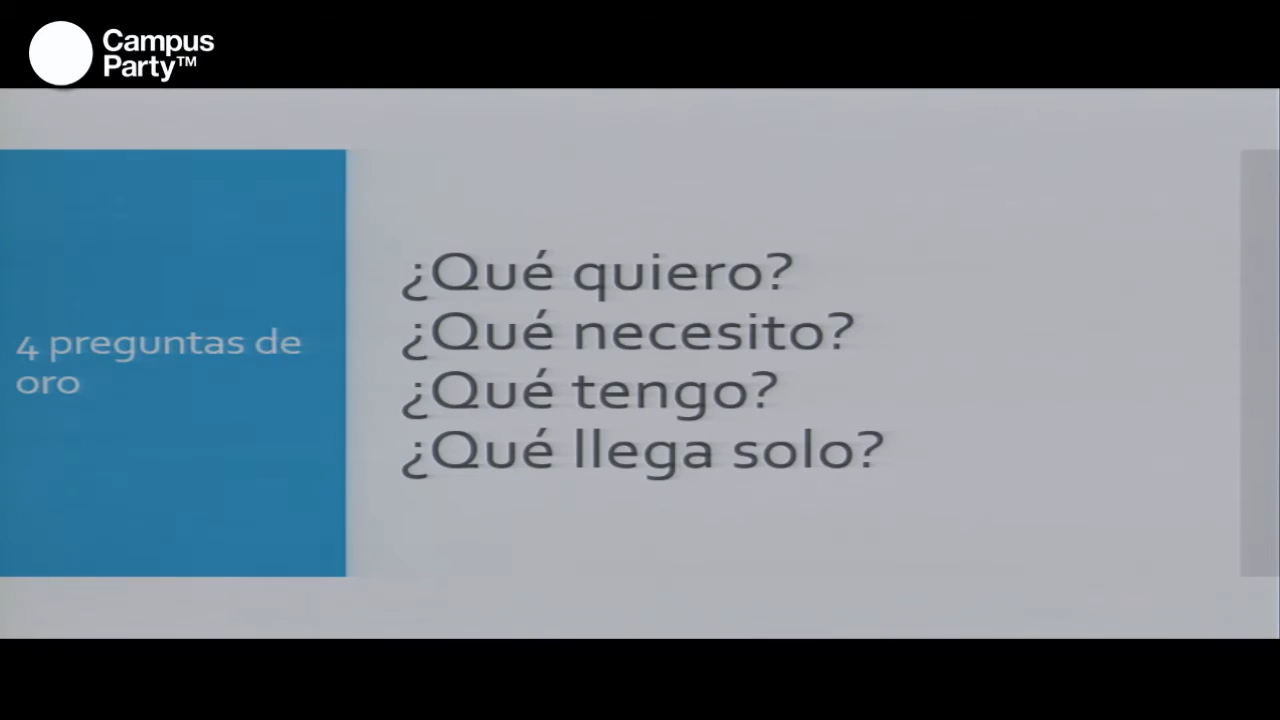 Campus
Party™
4 preguntas de
oro
¿Qué quiero?
¿Qué necesito?
¿Qué tengo?
¿Qué llega solo?